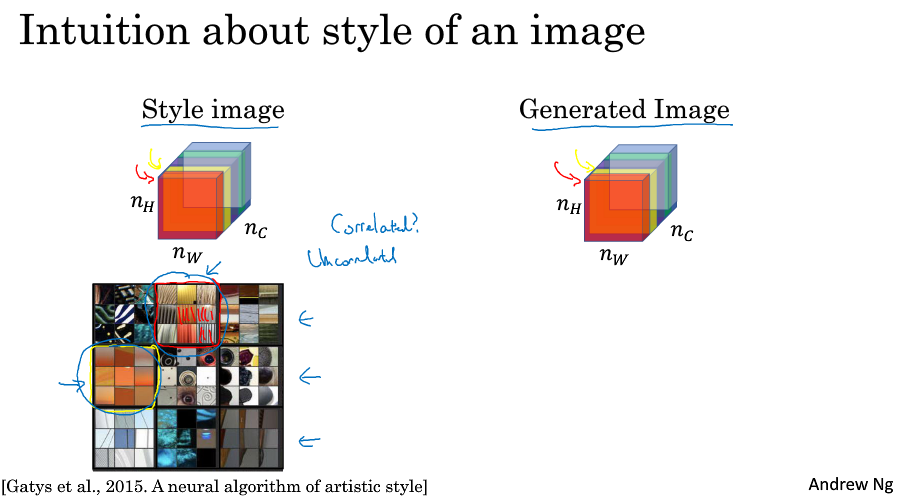 Intuition about style of an image
Style image
Generated Image
n_H
n_C
n_W
n_H
n_C
n_W
Correlated?
Uncorrelated
[Gatys et al., 2015. A neural algorithm of artistic style]
Andrew Ng